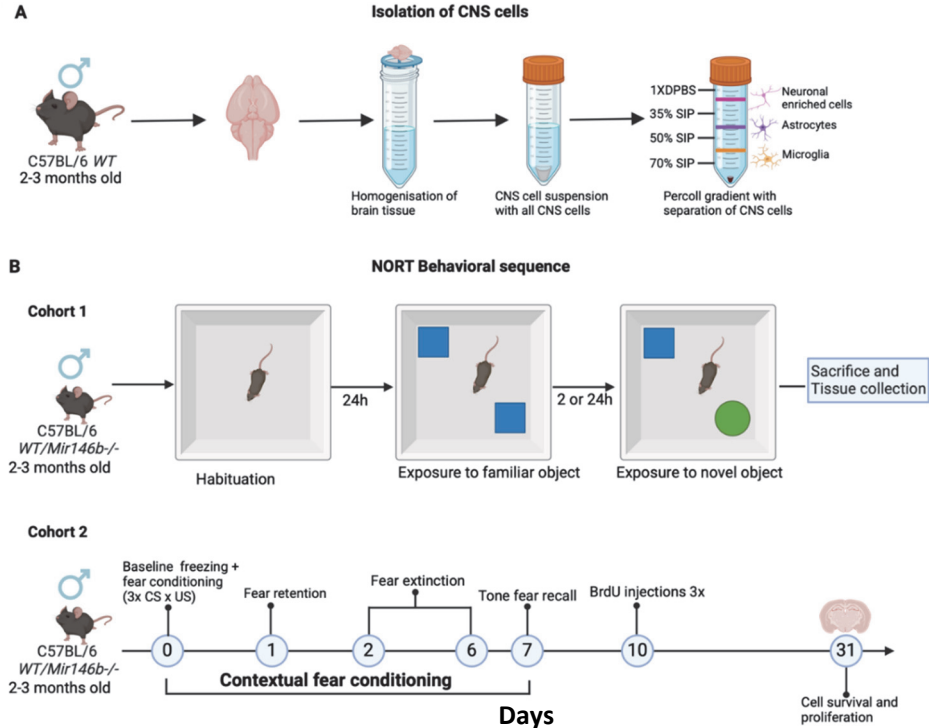 A
Isolation of CNS cells
C57BL/6 WT
2-3 months old
Homogenisation of
brain tissue
CNS cell suspension
with all CNS cells
1XDPBS
35% SIP
50% SIP
70% SIP
Neuronal
enriched cells
Astrocytes
Microglia
Percoll gradient with
separation of CNS cells
B
NORT Behavioral sequence
Cohort 1
C57BL/6
WT/Mir146b-/-
2-3 months old
24h
2 or 24h
Sacrifice and
Tissue collection
Habituation
Exposure to familiar object
Exposure to novel object
Cohort 2
C57BL/6
WT/Mir146b-/-
2-3 months old
Baseline freezing +
fear conditioning
(3x CS x US)
Fear retention
Fear extinction
Tone fear recall
BrdU injections 3x
0
1
2
6
7
10
31
Contextual fear conditioning
Days
Cell survival and
proliferation